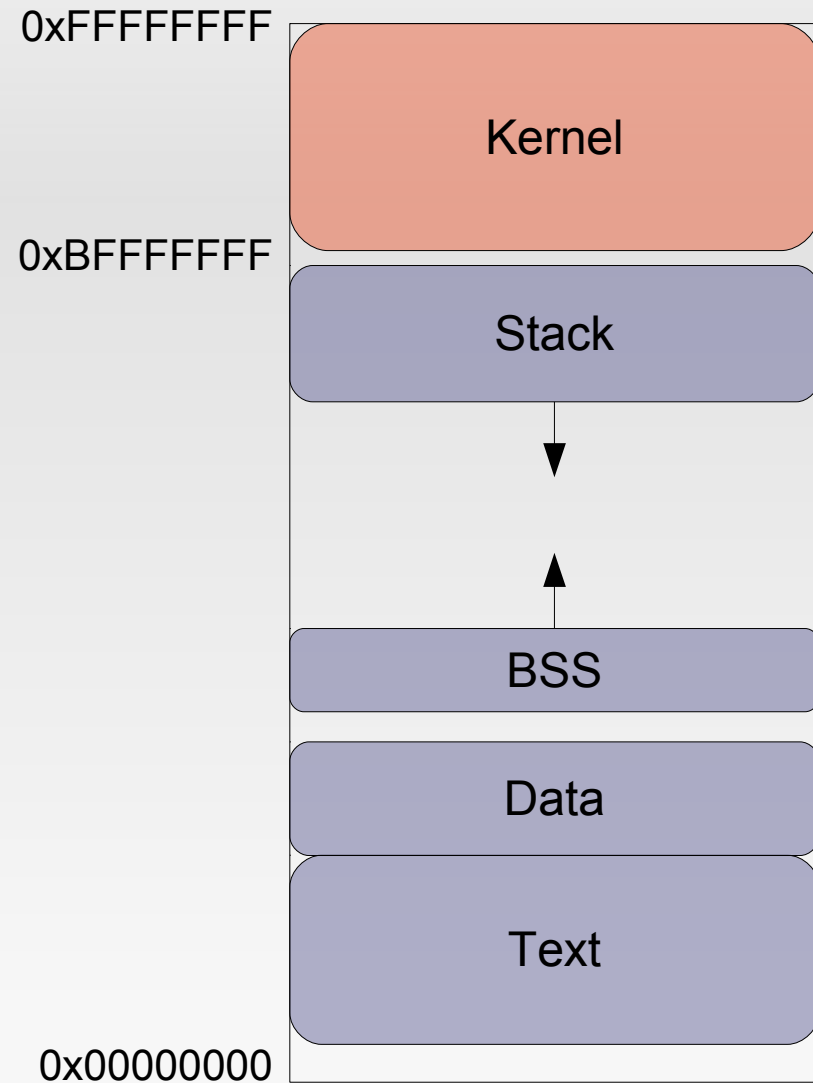 0xFFFFFFFF
Kernel
0xBFFFFFFF
Stack
BSS
Data
Text
0x00000000